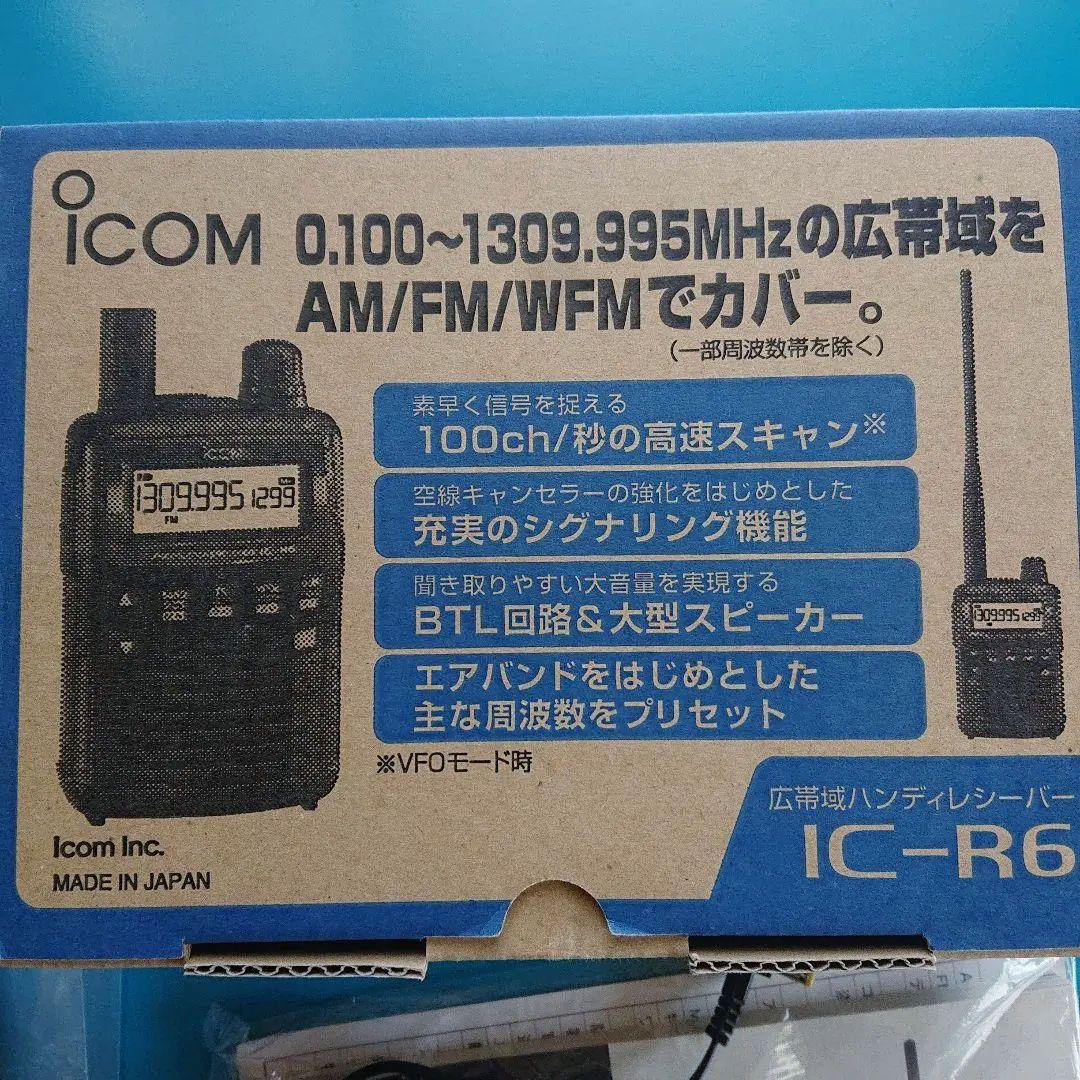 iCOM
0.100～1309.995MHzの広帯域を
AM/FM/WFMでカバー。
(一部周波数帯を除く)
素早く信号を捉える
100ch/秒の高速スキャン※
空線キャンセラーの強化をはじめとした
充実のシグナリング機能
聞き取りやすい大音量を実現する
BTL回路&大型スピーカー
エアバンドをはじめとした
主な周波数をプリセット
※VFOモード時
ICOM
1309.995 1299
FM
1309.995 1299
広帯域ハンディレシーバー
IC-R6
Icom Inc.
MADE IN JAPAN